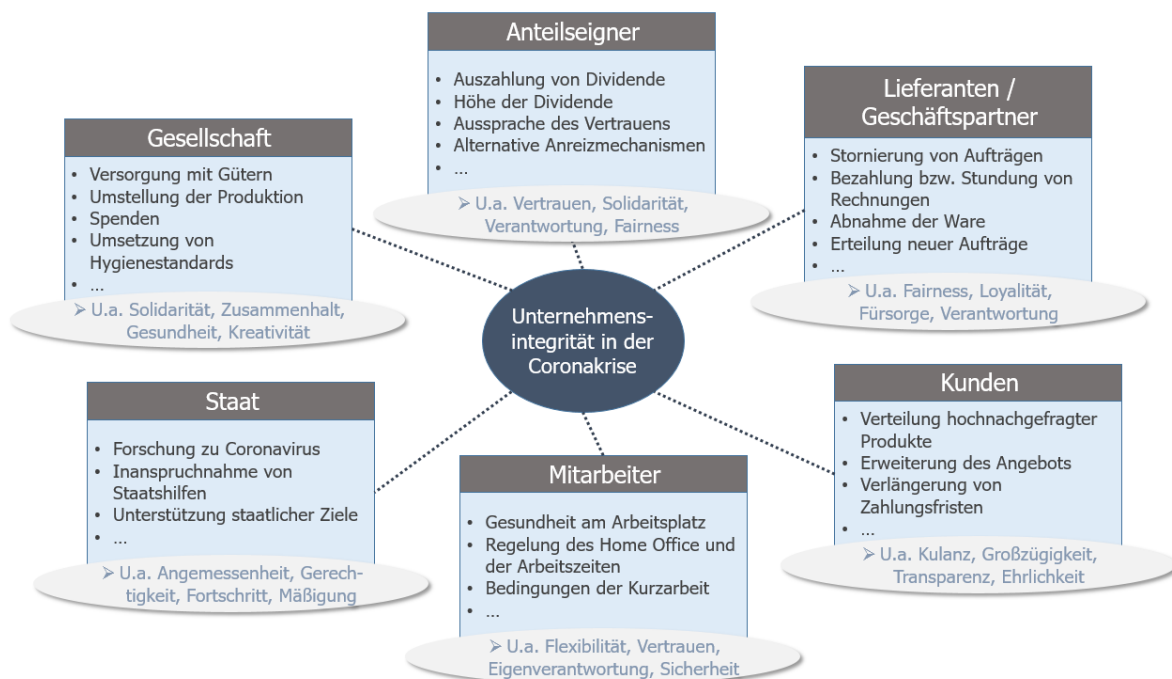 Anteilseigner
• Auszahlung von Dividende
• Höhe der Dividende
• Aussprache des Vertrauens
• Alternative Anreizmechanismen
• ...
➢ U.a. Vertrauen, Solidarität,
Verantwortung, Fairness
Lieferanten /
Geschäftspartner
• Stornierung von Aufträgen
• Bezahlung bzw. Stundung von
Rechnungen
• Abnahme der Ware
• Erteilung neuer Aufträge
• ...
➢ U.a. Fairness, Loyalität,
Fürsorge, Verantwortung
Gesellschaft
• Versorgung mit Gütern
• Umstellung der Produktion
• Spenden
• Umsetzung von
Hygienestandards
• ...
➢ U.a. Solidarität, Zusammenhalt,
Gesundheit, Kreativität
Unternehmens-
integrität in der
Coronakrise
Kunden
• Verteilung hochnachgefragter
Produkte
• Erweiterung des Angebots
• Verlängerung von
Zahlungsfristen
• ...
➢ U.a. Kulanz, Großzügigkeit,
Transparenz, Ehrlichkeit
Staat
• Forschung zu Coronavirus
• Inanspruchnahme von
Staatshilfen
• Unterstützung staatlicher Ziele
• ...
➢ U.a. Angemessenheit, Gerech-
tigkeit, Fortschritt, Mäßigung
Mitarbeiter
• Gesundheit am Arbeitsplatz
• Regelung des Home Office und
der Arbeitszeiten
• Bedingungen der Kurzarbeit
• ...
➢ U.a. Flexibilität, Vertrauen,
Eigenverantwortung, Sicherheit